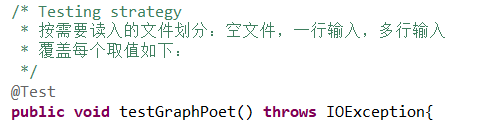 /* Testing strategy
 * 按需要读入的文件划分：空文件，一行输入，多行输入
 * 覆盖每个取值如下：
 */
@Test
public void testGraphPoet() throws IOException{